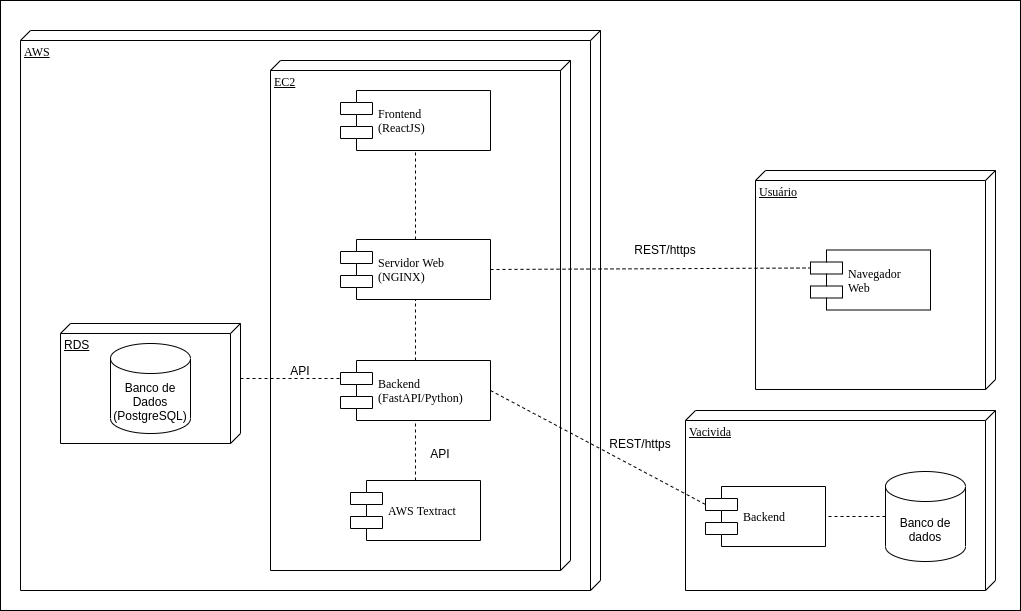 AWS
EC2
Frontend
(ReactJS)
Servidor Web
(NGINX)
REST/https
Usuário
Navegador
Web
RDS
Banco de
Dados
(PostgreSQL)
API
Backend
(FastAPI/Python)
API
AWS Textract
REST/https
Vacivida
Backend
Banco de
dados